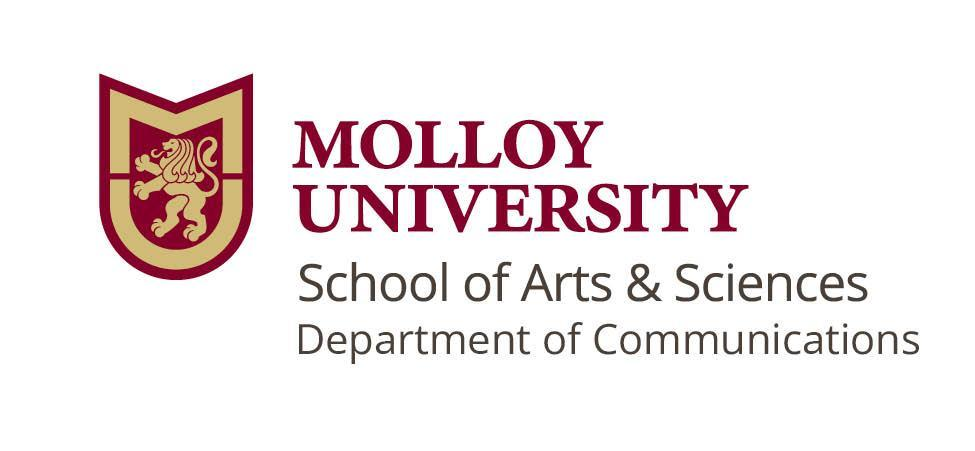 MOLLOY
UNIVERSITY
School of Arts & Sciences
Department of Communications